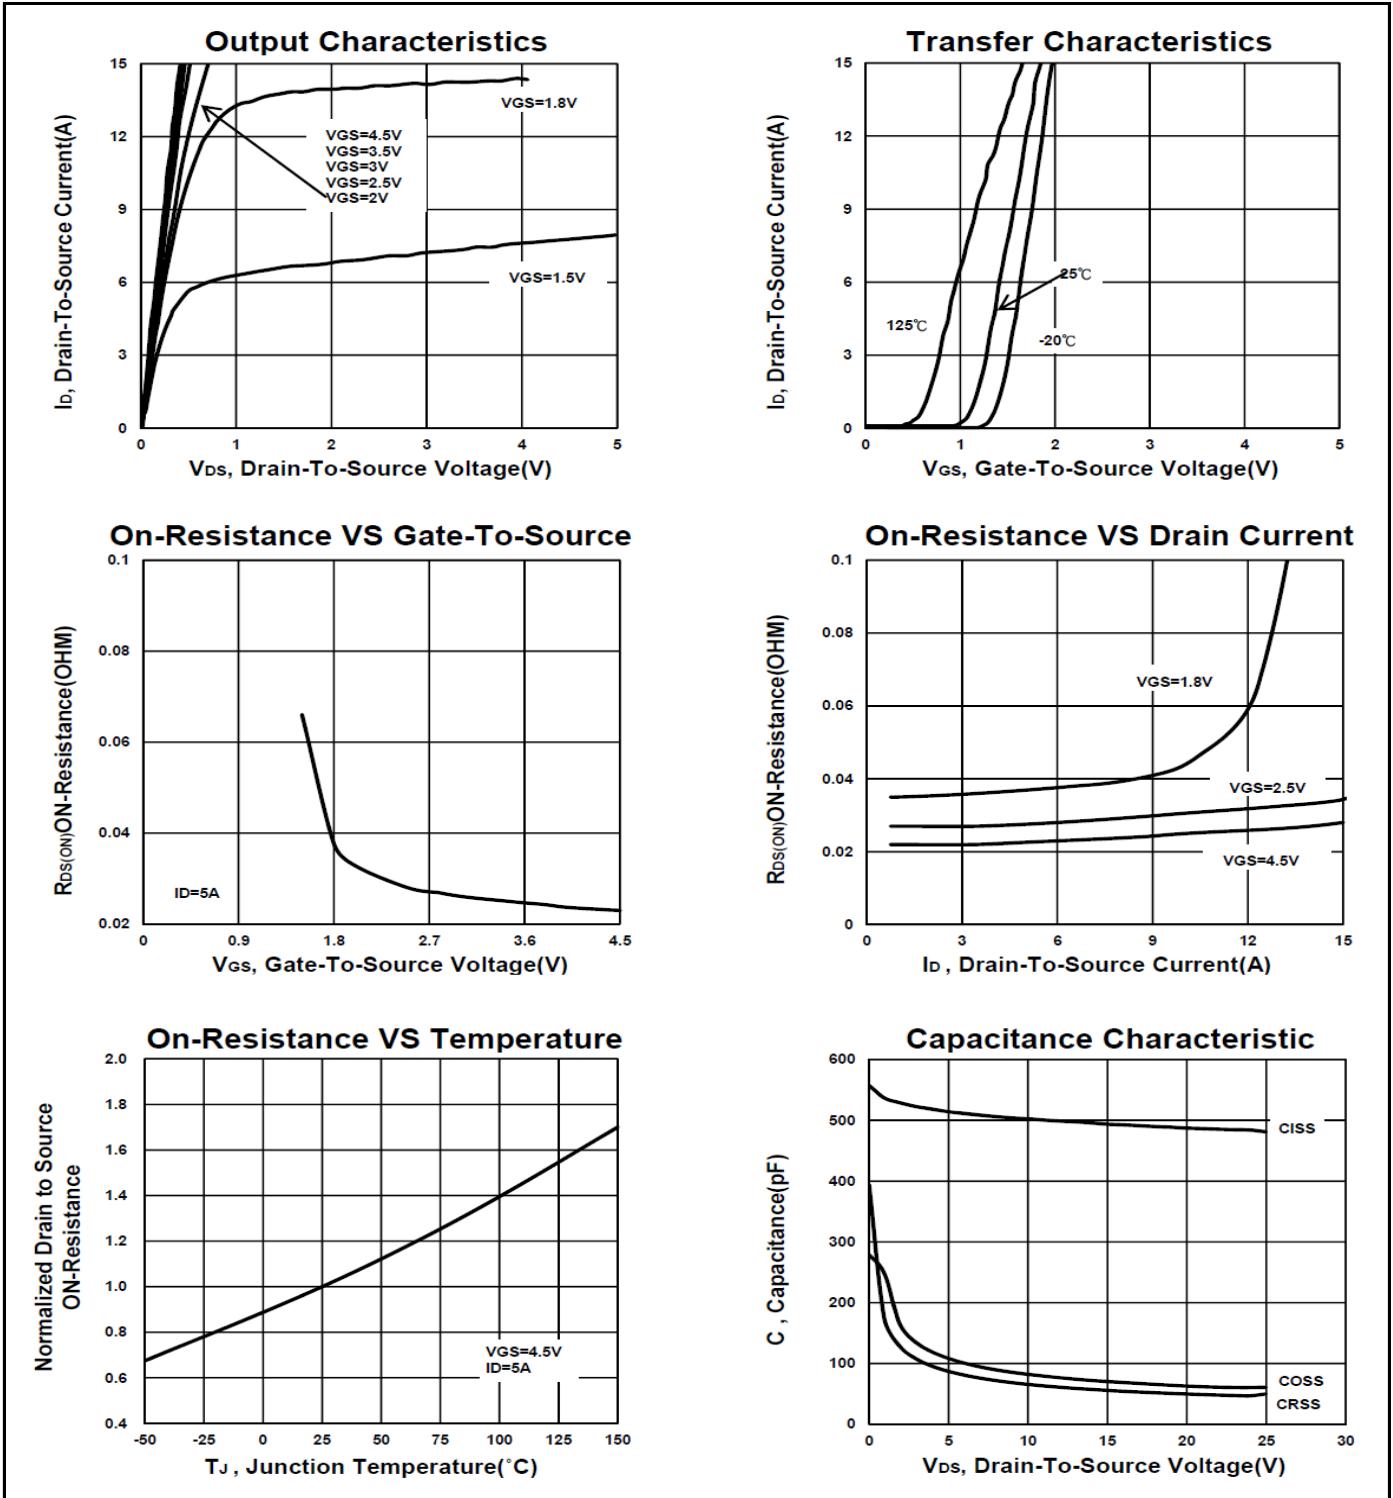 Output Characteristics
15
12
9
6
3
0
ID, Drain-To-Source Current(A)
VGS=1.8V
VGS=4.5V
VGS=3.5V
VGS=3V
VGS=2.5V
VGS=2V
VGS=1.5V
0 1 2 3 4 5
VDS, Drain-To-Source Voltage(V)
Transfer Characteristics
15
12
9
6
3
0
ID, Drain-To-Source Current(A)
25℃
125℃
-20℃
0 1 2 3 4 5
VGS, Gate-To-Source Voltage(V)
On-Resistance VS Gate-To-Source
0.1
0.08
0.06
0.04
0.02
RDS(ON)ON-Resistance(OHM)
ID=5A
0 0.9 1.8 2.7 3.6 4.5
VGS, Gate-To-Source Voltage(V)
On-Resistance VS Drain Current
0.1
0.08
0.06
0.04
0.02
0
RDS(ON)ON-Resistance(OHM)
VGS=1.8V
VGS=2.5V
VGS=4.5V
0 3 6 9 12 15
ID , Drain-To-Source Current(A)
On-Resistance VS Temperature
2.0
1.8
1.6
1.4
1.2
1.0
0.8
0.6
0.4
Normalized Drain to Source
ON-Resistance
VGS=4.5V
ID=5A
-50 -25 0 25 50 75 100 125 150
TJ , Junction Temperature(°C)
Capacitance Characteristic
600
500
400
300
200
100
0
C , Capacitance(pF)
CISS
COSS
CRSS
0 5 10 15 20 25 30
VDS, Drain-To-Source Voltage(V)